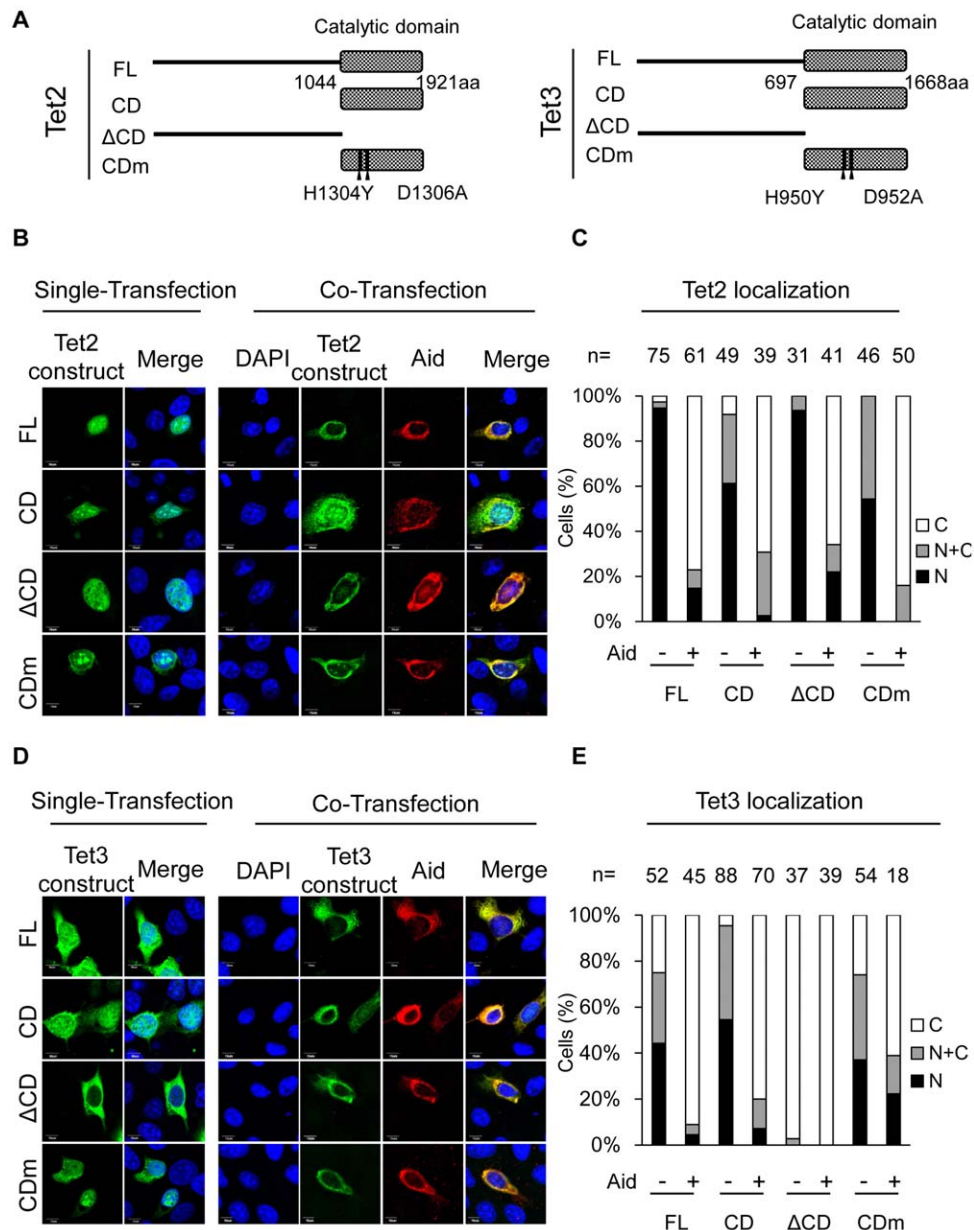 A
Catalytic domain
Catalytic domain
Tet2
FL
1044
1921aa
CD
ΔCD
CDm
H1304Y
D1306A
Tet3
FL
697
1668aa
CD
ΔCD
CDm
H950Y
D952A
B
Single-Transfection
Co-Transfection
Tet2
construct
Merge
DAPI
Tet2
construct
Aid
Merge
FL
CD
ΔCD
CDm
C
Tet2 localization
n= 75 61 49 39 31 41 46 50
100%
80%
60%
40%
20%
0%
Cells (%)
C
N+C
N
Aid - + - + - + - +
FL CD ΔCD CDm
D
Single-Transfection
Co-Transfection
Tet3
construct
Merge
DAPI
Tet3
construct
Aid
Merge
FL
CD
ΔCD
CDm
E
Tet3 localization
n= 52 45 88 70 37 39 54 18
100%
80%
60%
40%
20%
0%
Cells (%)
C
N+C
N
Aid - + - + - + - +
FL CD ΔCD CDm